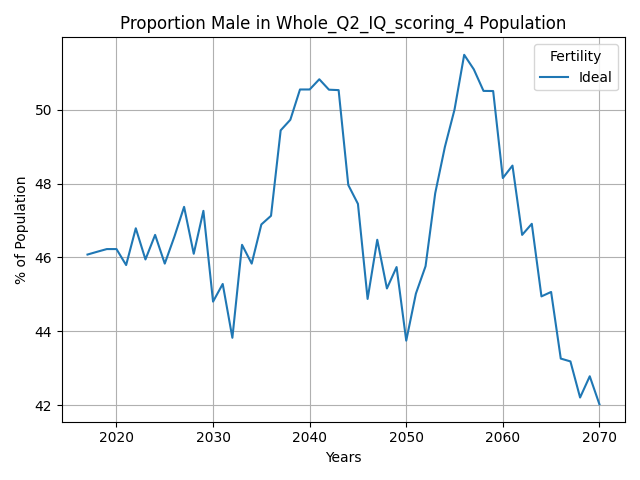 Proportion Male in Whole_Q2_IQ_scoring_4 Population
Fertility
Ideal
% of Population
50
48
46
44
42
2020 2030 2040 2050 2060 2070
Years